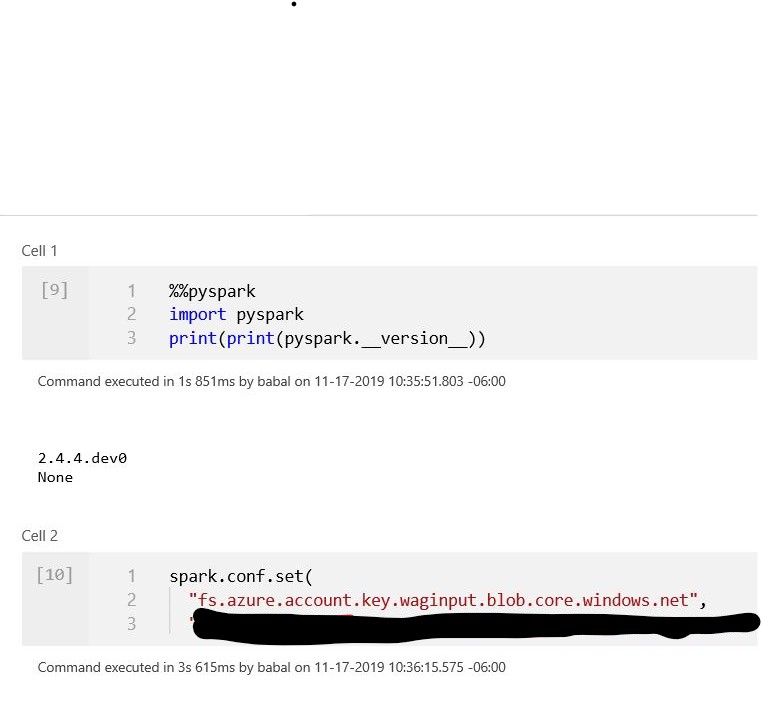 Cell 1
[9]
1 %%pyspark
2 import pyspark
3 print(print(pyspark.__version__))
Command executed in 1s 851ms by babal on 11-17-2019 10:35:51.803 -06:00
2.4.4.dev0
None
Cell 2
[10]
1 spark.conf.set(
2 "fs.azure.account.key.waginput.blob.core.windows.net",
3
Command executed in 3s 615ms by babal on 11-17-2019 10:36:15.575 -06:00